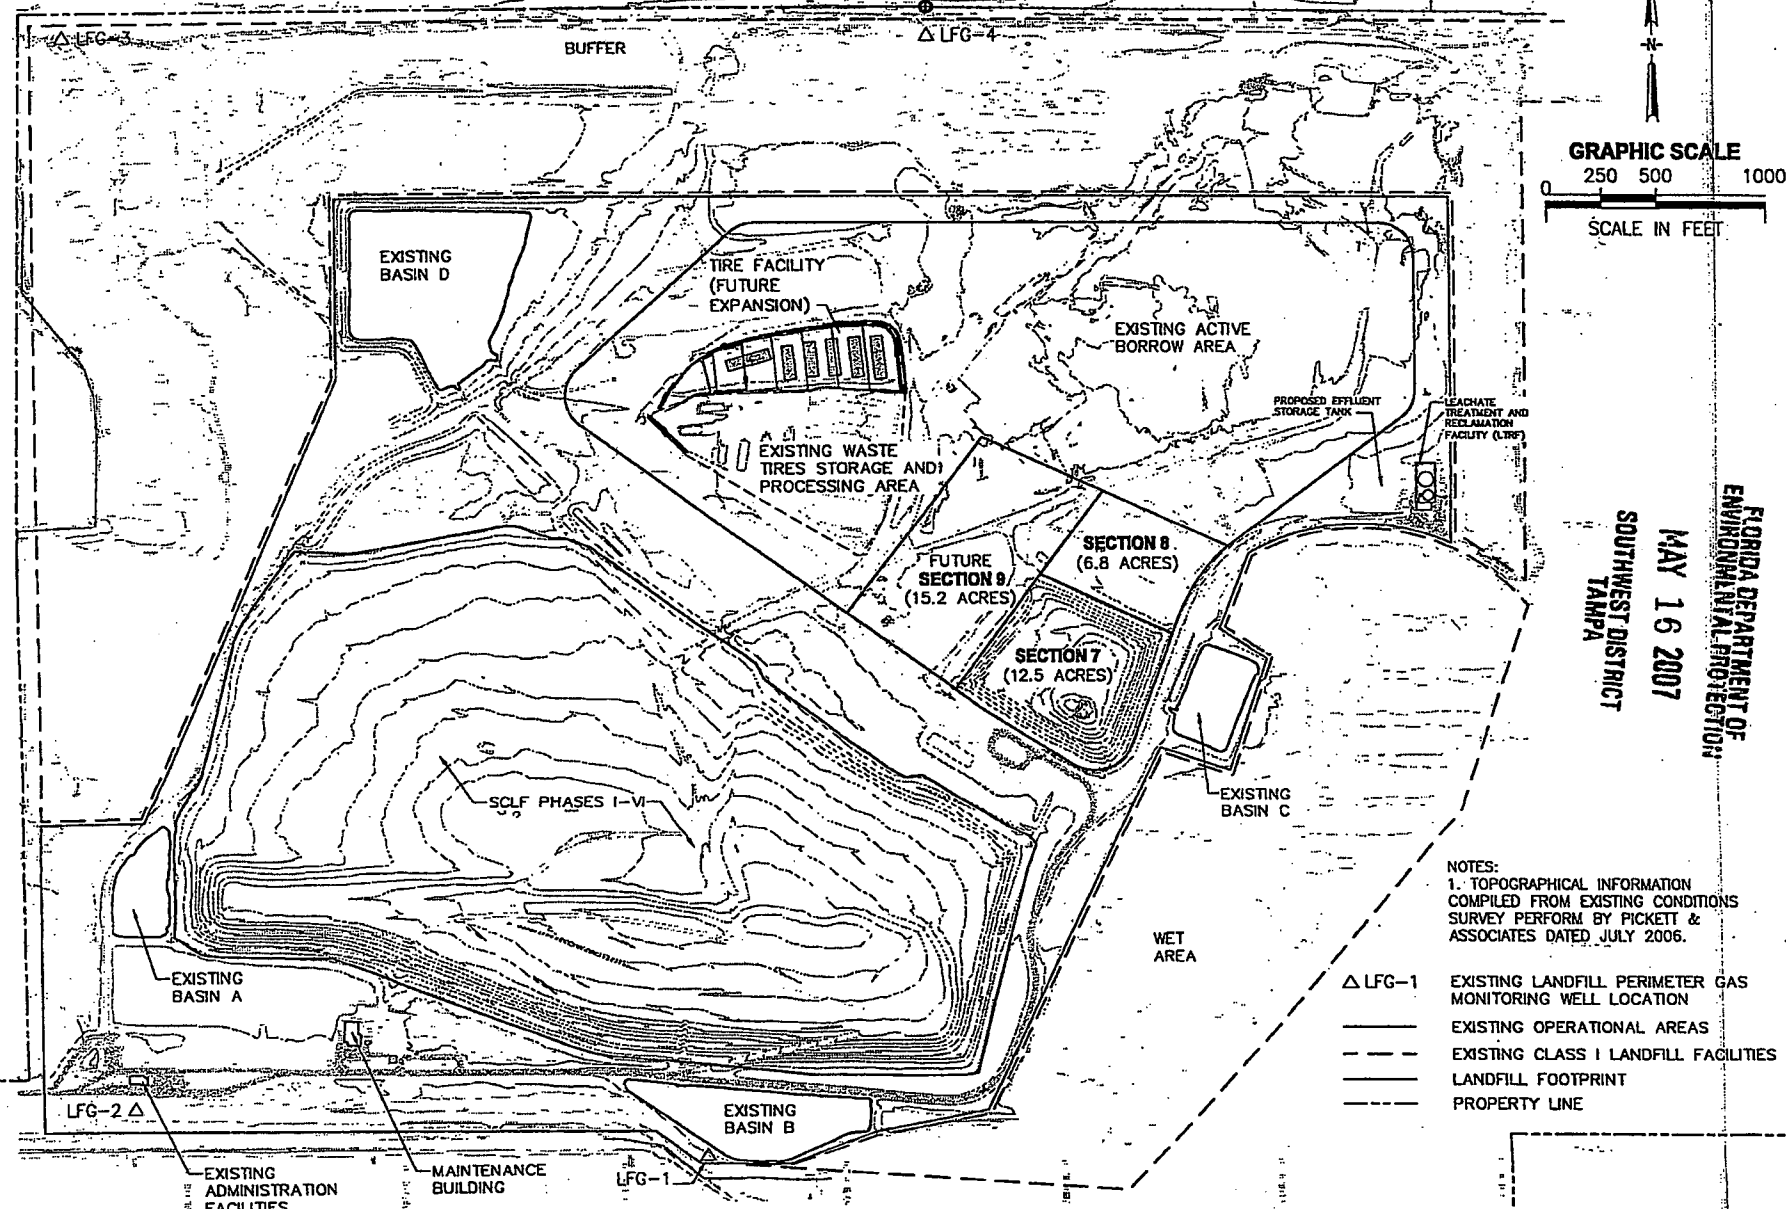 △ LFG-3
BUFFER
△ LFG-4
-N-
GRAPHIC SCALE
0 250 500 1000
SCALE IN FEET
EXISTING
BASIN D
TIRE FACILITY
(FUTURE
EXPANSION)
EXISTING ACTIVE
BORROW AREA
PROPOSED EFFLUENT
STORAGE TANK
LEACHATE
TREATMENT AND
RECLAMATION
FACILITY (LTRF)
EXISTING WASTE
TIRES STORAGE AND
PROCESSING AREA
FUTURE
SECTION 9
(15.2 ACRES)
SECTION 8
(6.8 ACRES)
SECTION 7
(12.5 ACRES)
FLORIDA DEPARTMENT OF
ENVIRONMENTAL PROTECTION
MAY 16 2007
SOUTHWEST DISTRICT
TAMPA
SCLF PHASES I-VI
EXISTING
BASIN C
EXISTING
BASIN A
WET
AREA
NOTES:
1. TOPOGRAPHICAL INFORMATION
COMPILED FROM EXISTING CONDITIONS
SURVEY PERFORM BY PICKETT &
ASSOCIATES DATED JULY 2006.
△ LFG-1 EXISTING LANDFILL PERIMETER GAS
MONITORING WELL LOCATION
EXISTING OPERATIONAL AREAS
EXISTING CLASS I LANDFILL FACILITIES
LANDFILL FOOTPRINT
PROPERTY LINE
LFG-2 △
EXISTING
BASIN B
EXISTING
ADMINISTRATION
FACILITIES
MAINTENANCE
BUILDING
LFG-1